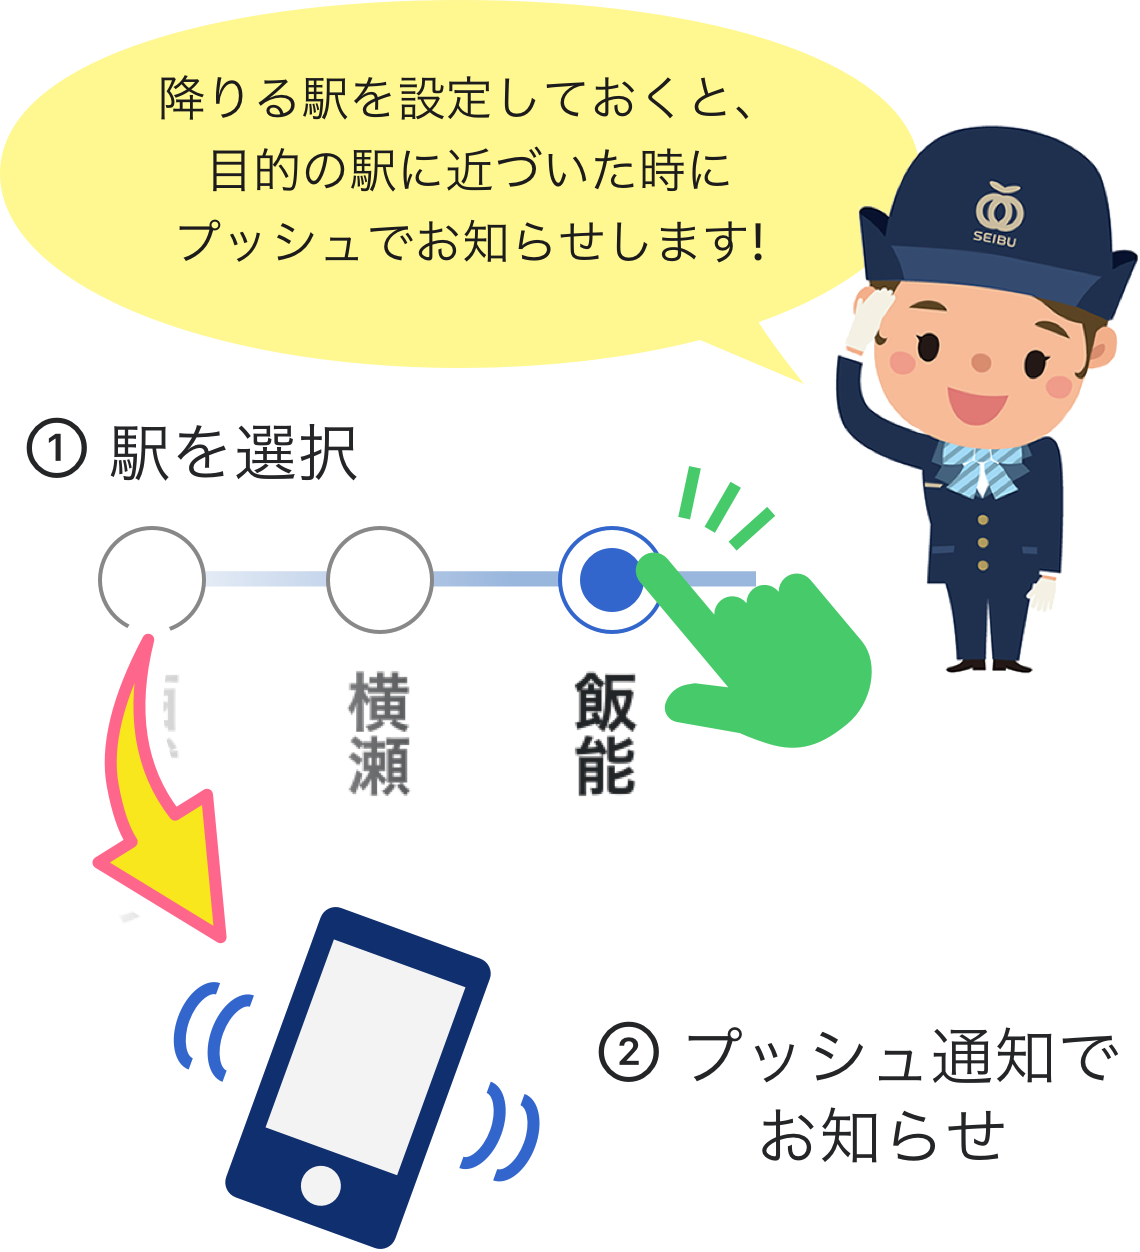 降りる駅を設定しておくと、
目的の駅に近づいた時に
プッシュでお知らせします!
SEIBU
① 駅を選択
横瀬
飯能
② プッシュ通知で
お知らせ